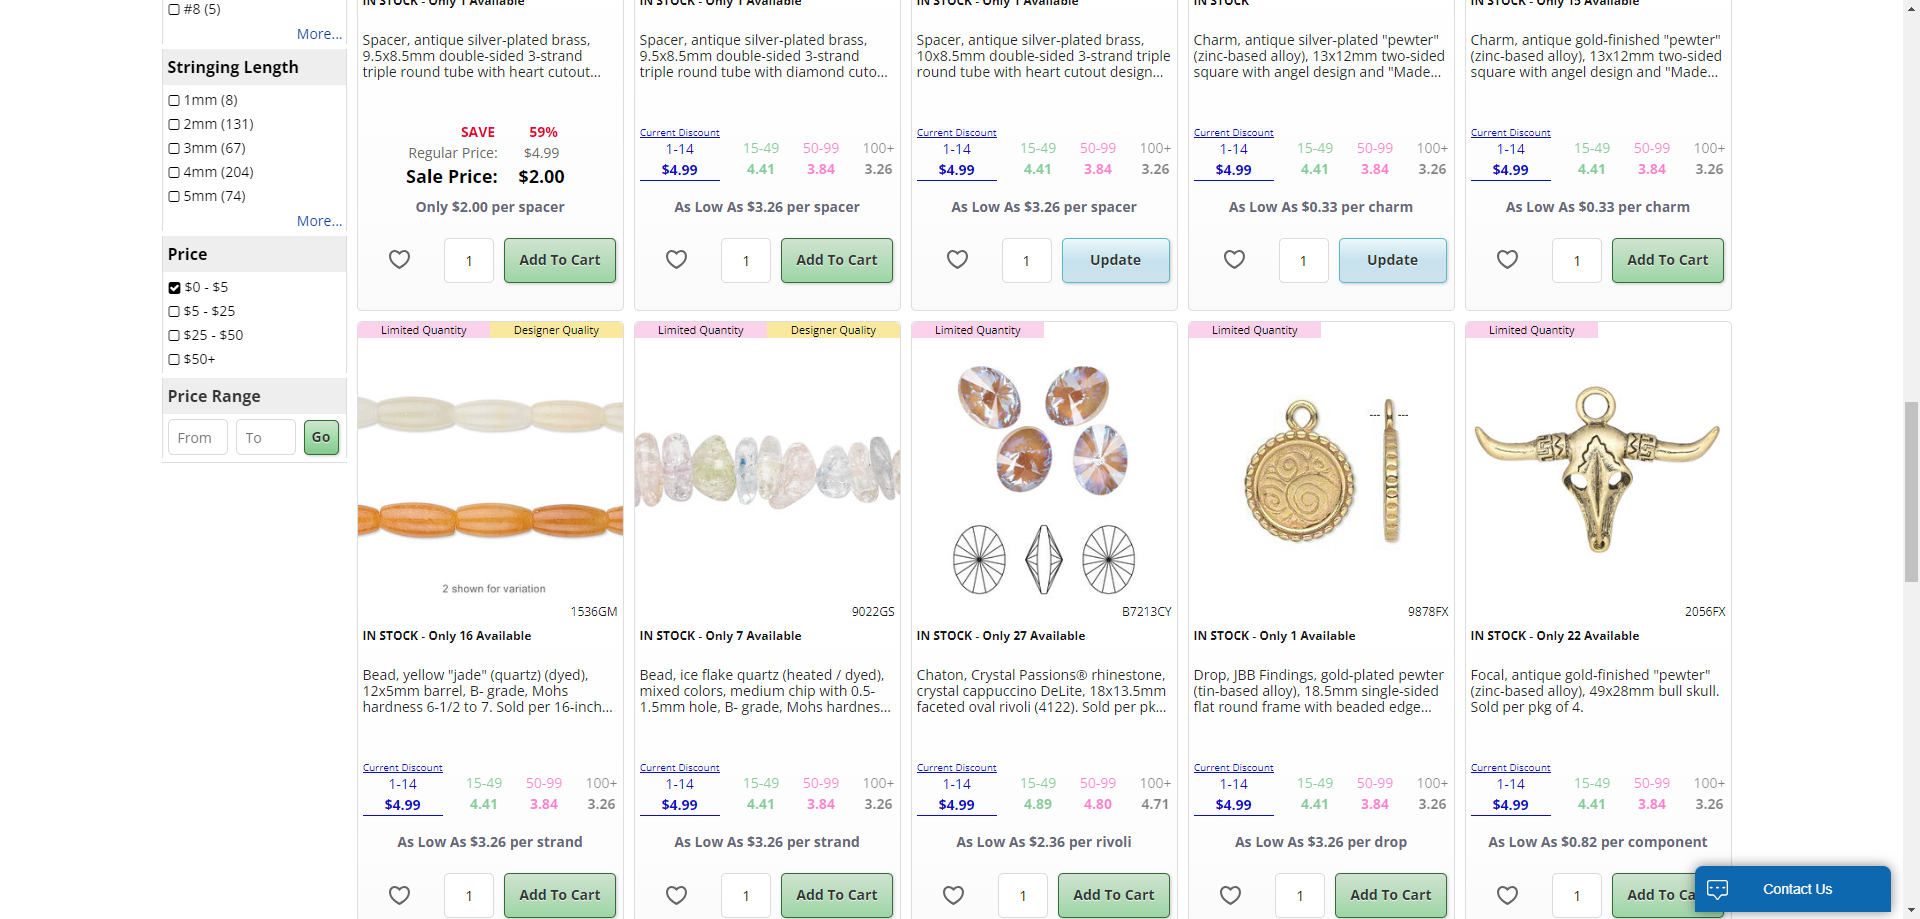 #8 (5)
More...
Stringing Length
1mm (8)
2mm (131)
3mm (67)
4mm (204)
5mm (74)
More...
Price
$0 - $5
$5 - $25
$25 - $50
$50+
Price Range
From
To
Go
IN STOCK - Only 1 Available
Spacer, antique silver-plated brass,
9.5x8.5mm double-sided 3-strand
triple round tube with heart cutout...
SAVE 59%
Regular Price: $4.99
Sale Price: $2.00
Only $2.00 per spacer
1
Add To Cart
IN STOCK - Only 1 Available
Spacer, antique silver-plated brass,
9.5x8.5mm double-sided 3-strand
triple round tube with diamond cuto...
Current Discount
1-14 15-49 50-99 100+
$4.99 4.41 3.84 3.26
As Low As $3.26 per spacer
1
Add To Cart
IN STOCK - Only 1 Available
Spacer, antique silver-plated brass,
10x8.5mm double-sided 3-strand triple
round tube with heart cutout design...
Current Discount
1-14 15-49 50-99 100+
$4.99 4.41 3.84 3.26
As Low As $3.26 per spacer
1
Update
IN STOCK
Charm, antique silver-plated "pewter"
(zinc-based alloy), 13x12mm two-sided
square with angel design and "Made...
Current Discount
1-14 15-49 50-99 100+
$4.99 4.41 3.84 3.26
As Low As $0.33 per charm
1
Update
IN STOCK - Only 15 Available
Charm, antique gold-finished "pewter"
(zinc-based alloy), 13x12mm two-sided
square with angel design and "Made...
Current Discount
1-14 15-49 50-99 100+
$4.99 4.41 3.84 3.26
As Low As $0.33 per charm
1
Add To Cart
Limited Quantity
Designer Quality
2 shown for variation
1536GM
IN STOCK - Only 16 Available
Bead, yellow "jade" (quartz) (dyed),
12x5mm barrel, B- grade, Mohs
hardness 6-1/2 to 7. Sold per 16-inch...
Current Discount
1-14 15-49 50-99 100+
$4.99 4.41 3.84 3.26
As Low As $3.26 per strand
1
Add To Cart
Limited Quantity
Designer Quality
9022GS
IN STOCK - Only 7 Available
Bead, ice flake quartz (heated / dyed),
mixed colors, medium chip with 0.5-
1.5mm hole, B- grade, Mohs hardnes...
Current Discount
1-14 15-49 50-99 100+
$4.99 4.41 3.84 3.26
As Low As $3.26 per strand
1
Add To Cart
Limited Quantity
B7213CY
IN STOCK - Only 27 Available
Chaton, Crystal Passions® rhinestone,
crystal cappuccino DeLite, 18x13.5mm
faceted oval rivoli (4122). Sold per pk...
Current Discount
1-14 15-49 50-99 100+
$4.99 4.89 4.80 4.71
As Low As $2.36 per rivoli
1
Add To Cart
Limited Quantity
9878FX
IN STOCK - Only 1 Available
Drop, JBB Findings, gold-plated pewter
(tin-based alloy), 18.5mm single-sided
flat round frame with beaded edge...
Current Discount
1-14 15-49 50-99 100+
$4.99 4.41 3.84 3.26
As Low As $3.26 per drop
1
Add To Cart
Limited Quantity
2056FX
IN STOCK - Only 22 Available
Focal, antique gold-finished "pewter"
(zinc-based alloy), 49x28mm bull skull.
Sold per pkg of 4.
Current Discount
1-14 15-49 50-99 100+
$4.99 4.41 3.84 3.26
As Low As $0.82 per component
1
Add To Ca
Contact Us